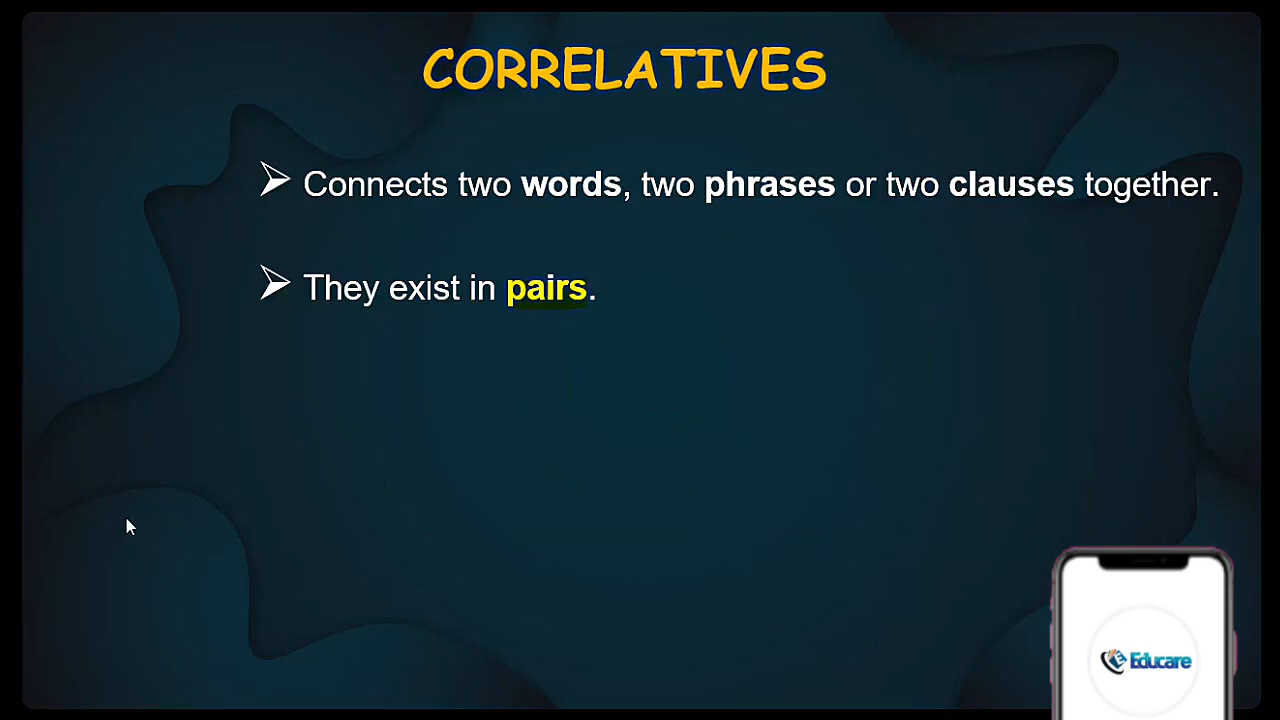 CORRELATIVES
Connects two words, two phrases or two clauses together.
They exist in pairs.
Educare